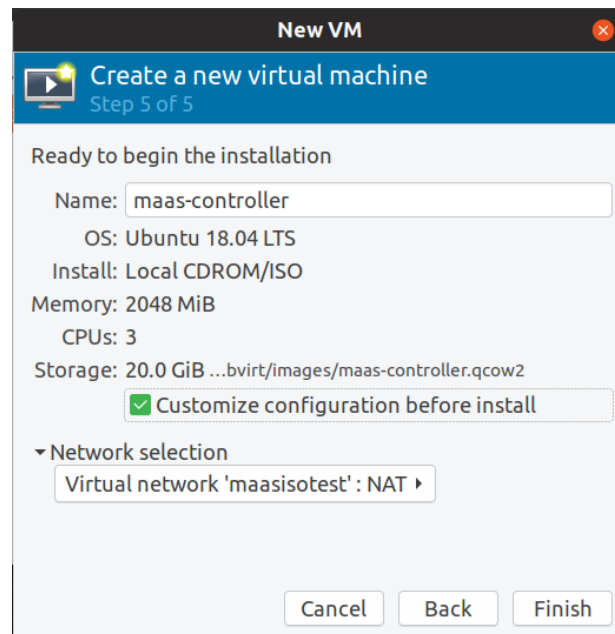 New VM
Create a new virtual machine
Step 5 of 5
Ready to begin the installation
Name: maas-controller
OS: Ubuntu 18.04 LTS
Install: Local CDROM/ISO
Memory: 2048 MiB
CPUs: 3
Storage: 20.0 GiB ...bvirt/images/maas-controller.qcow2
Customize configuration before install
Network selection
Virtual network 'maasisotest' : NAT
Cancel Back Finish